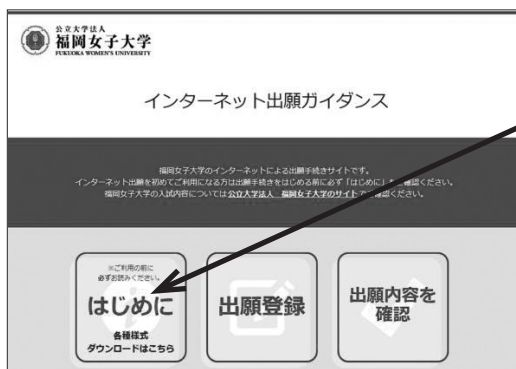 公立大学法人
福岡女子大学
FUKUOKA WOMEN'S UNIVERSITY
インターネット出願ガイダンス
福岡女子大学のインターネットによる出願手続きサイトです。
インターネット出願を初めてご利用になる方は出願手続きをはじめる前に必ず「はじめに」をご確認ください。
福岡女子大学の入試内容については公立大学法人 福岡女子大学のサイトでご確認ください。
※ご利用の前に
必ずお読みください。
はじめに
各種様式
ダウンロードはこちら
出願登録
出願内容を
確認